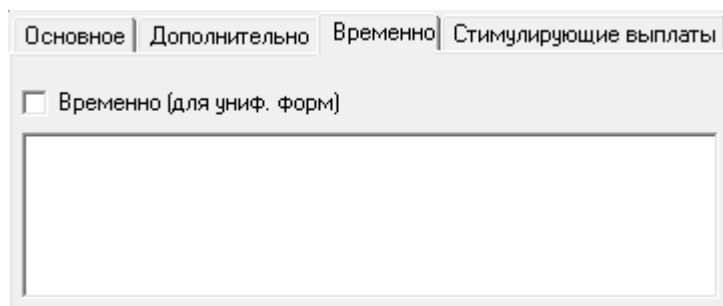 Основное Дополнительно Временно Стимулирующие выплаты
Временно (для униф. форм)